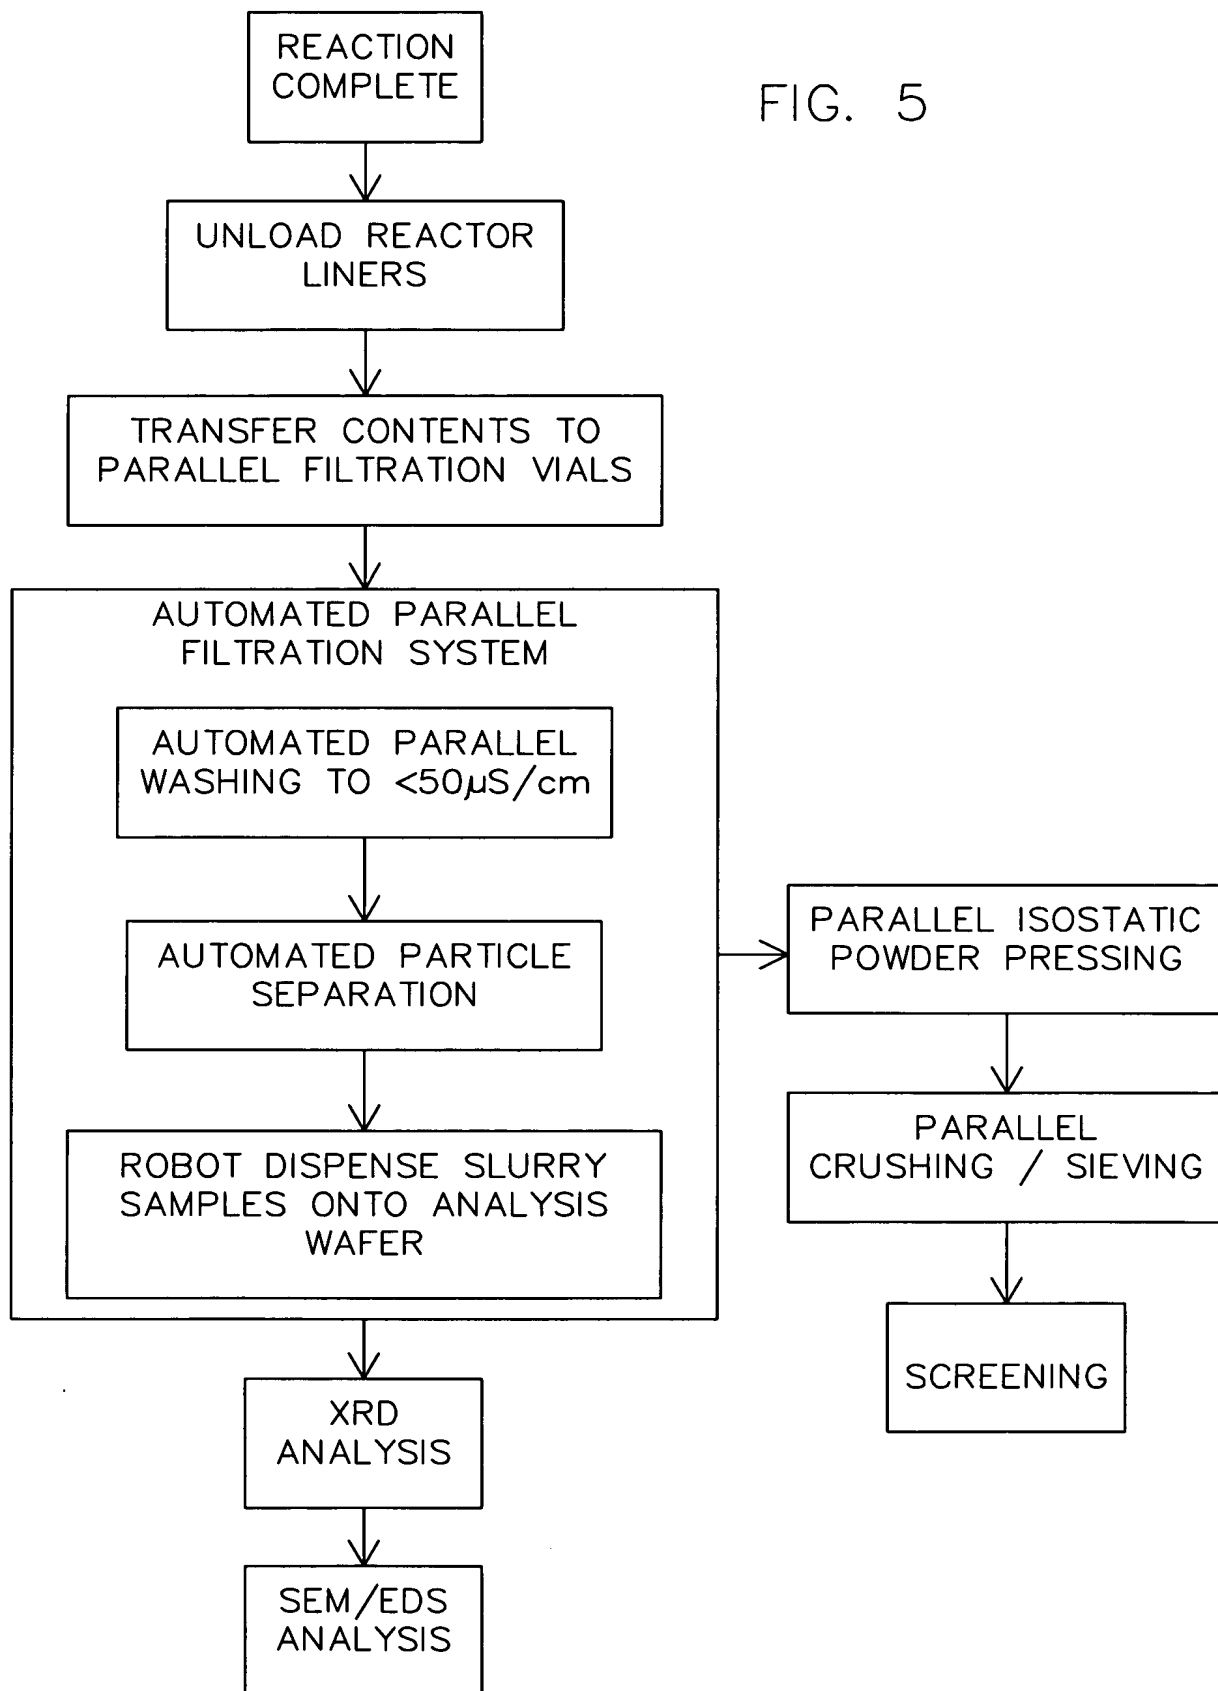 REACTION
COMPLETE
FIG. 5
UNLOAD REACTOR
LINERS
TRANSFER CONTENTS TO
PARALLEL FILTRATION VIALS
AUTOMATED PARALLEL
FILTRATION SYSTEM
AUTOMATED PARALLEL
WASHING TO <50µS/cm
AUTOMATED PARTICLE
SEPARATION
ROBOT DISPENSE SLURRY
SAMPLES ONTO ANALYSIS
WAFER
PARALLEL ISOSTATIC
POWDER PRESSING
PARALLEL
CRUSHING / SIEVING
SCREENING
XRD
ANALYSIS
SEM/EDS
ANALYSIS